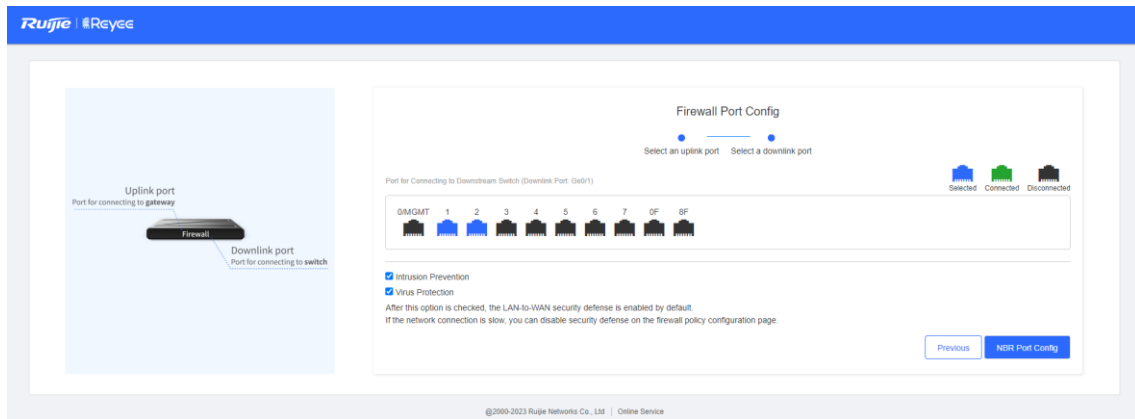 Ruijie | Reyee
Firewall Port Config
Select an uplink port Select a downlink port
Port for Connecting to Downstream Switch (Downlink Port: Ge0/1)
Selected Connected Disconnected
0/MGMT 1 2 3 4 5 6 7 0F 8F
Uplink port
Port for connecting to gateway
Firewall
Downlink port
Port for connecting to switch
Intrusion Prevention
Virus Protection
After this option is checked, the LAN-to-WAN security defense is enabled by default.
If the network connection is slow, you can disable security defense on the firewall policy configuration page.
Previous NBR Port Config
@2000-2023 Ruijie Networks Co., Ltd | Online Service